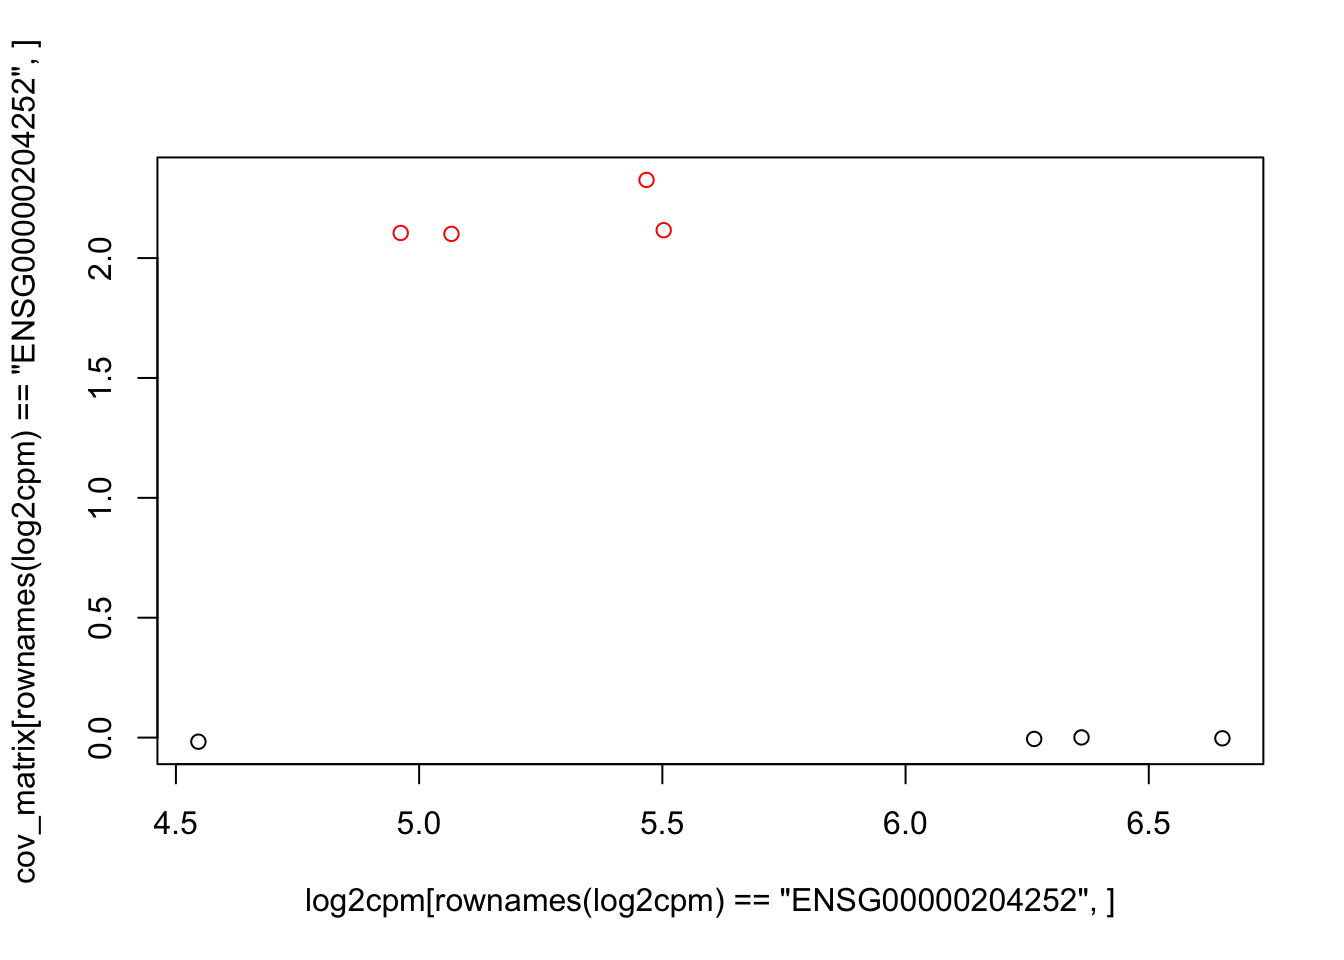 cov_matrix[rownames(log2cpm) == "ENSG00000204252", ]
2.0
1.5
1.0
0.5
0.0
4.5 5.0 5.5 6.0 6.5
log2cpm[rownames(log2cpm) == "ENSG00000204252", ]